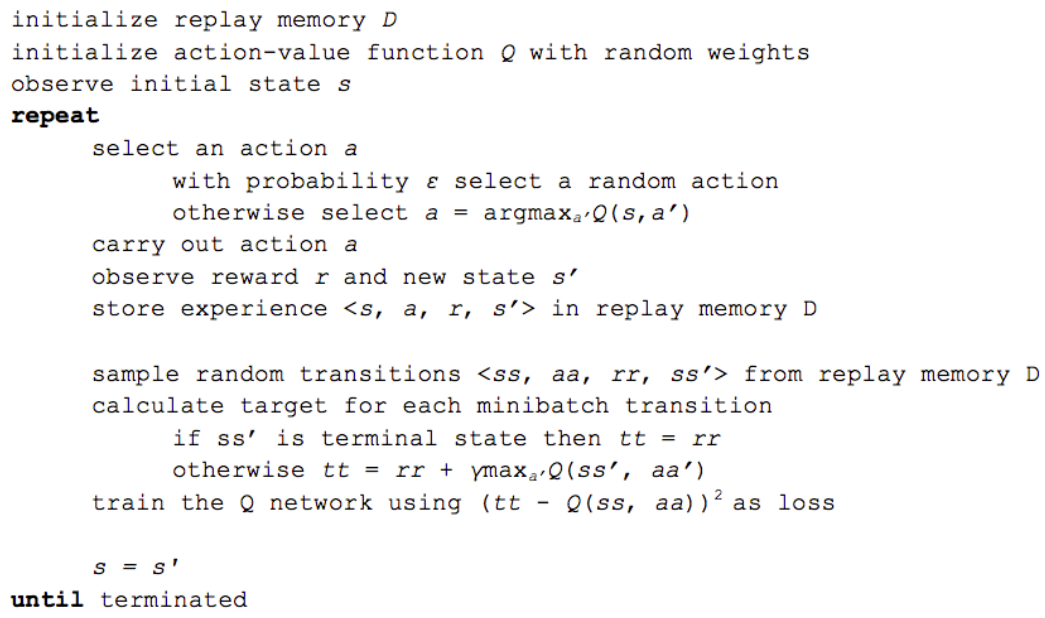 initialize replay memory D
initialize action-value function Q with random weights
observe initial state s
repeat
select an action a
with probability ε select a random action
otherwise select a = argmaxₐ′Q(s,a′)
carry out action a
observe reward r and new state s′
store experience <s, a, r, s′> in replay memory D
sample random transitions <ss, aa, rr, ss′> from replay memory D
calculate target for each minibatch transition
if ss′ is terminal state then tt = rr
otherwise tt = rr + γmaxₐ′Q(ss′, aa′)
train the Q network using (tt - Q(ss, aa))² as loss
s = s'
until terminated